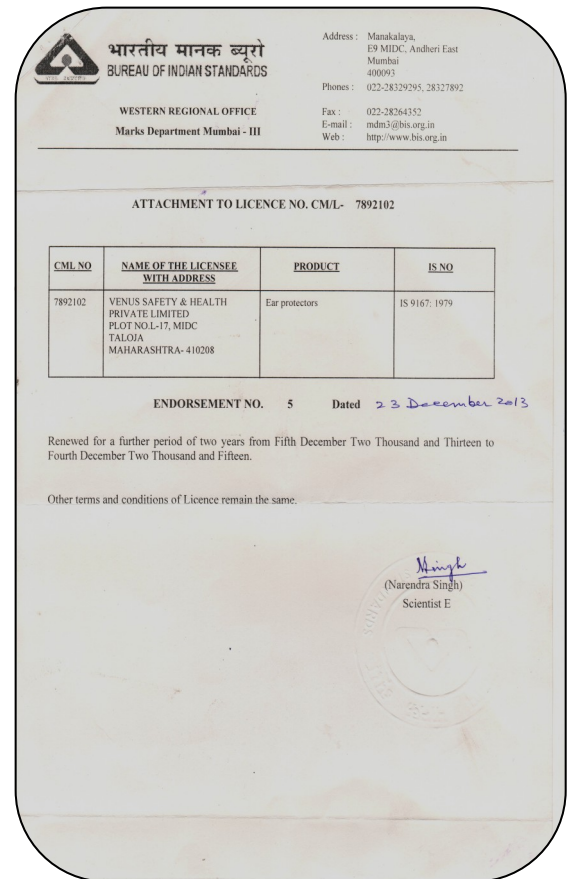 भारतीय मानक ब्यूरो
BUREAU OF INDIAN STANDARDS
WESTERN REGIONAL OFFICE
Marks Department Mumbai - III
Address : Manakalaya,
E9 MIDC, Andheri East
Mumbai
400093
Phones : 022-28329295, 28327892
Fax : 022-28264352
E-mail : mdm3@bis.org.in
Web : http://www.bis.org.in
ATTACHMENT TO LICENCE NO. CM/L- 7892102
CML NO NAME OF THE LICENSEE WITH ADDRESS PRODUCT IS NO
7892102 VENUS SAFETY & HEALTH Ear protectors IS 9167: 1979
PRIVATE LIMITED
PLOT NO.L-17, MIDC
TALOJA
MAHARASHTRA- 410208
ENDORSEMENT NO. 5 Dated 23 December 2013
Renewed for a further period of two years from Fifth December Two Thousand and Thirteen to
Fourth December Two Thousand and Fifteen.
Other terms and conditions of Licence remain the same.
(Narendra Singh)
Scientist E